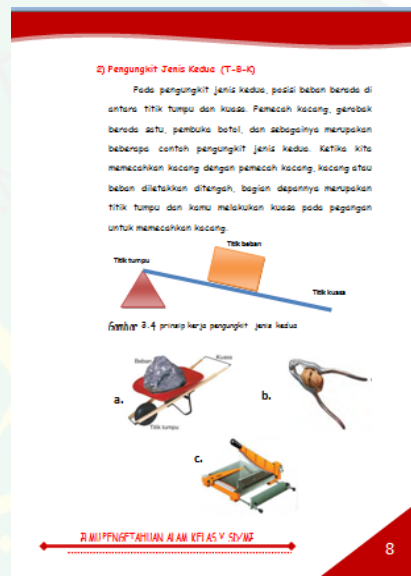 2) Pengungkit Jenis Kedua (T-B-K)
Pada pengungkit jenis kedua, posisi beban berada di
antara titik tumpu dan kuasa. Pemecah kacang, gerobak
beroda satu, pembuka botol, dan sebagainya merupakan
beberapa contoh pengungkit jenis kedua. Ketika kita
memecahkan kacang dengan pemecah kacang, kacang atau
beban diletakkan ditengah, bagian depannya merupakan
titik tumpu dan kamu melakukan kuasa pada pegangan
untuk memecahkan kacang.
Titik beban
Titik tumpu
Titik kuasa
Gambar 3.4 prinsip kerja pengungkit jenis kedua
Beban
Kuasa
a.
b.
Titik tumpu
c.
ILMU PENGETAHUAN ALAM KELAS V SD/MI
8